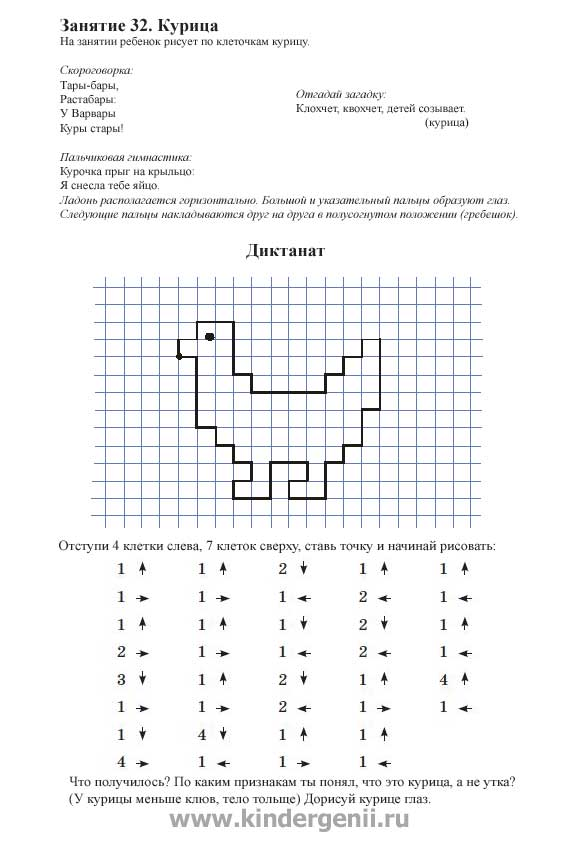 Занятие 32. Курица
На занятии ребенок рисует по клеточкам курицу.
Скороговорка:
Тары-бары,
Растабары:
У Варвары
Куры стары!
Отгадай загадку:
Клохчет, квохчет, детей созывает.
(курица)
Пальчиковая гимнастика:
Курочка прыг на крыльцо:
Я снесла тебе яйцо.
Ладонь располагается горизонтально. Большой и указательный пальцы образуют глаз.
Следующие пальцы накладываются друг на друга в полусогнутом положении (гребешок).
Диктанат
Отступи 4 клетки слева, 7 клеток сверху, ставь точку и начинай рисовать:
1 ↑ 1 ↑ 2 ↓ 1 ↑ 1 ↑
1 → 1 → 1 ← 2 ← 1 ←
1 ↑ 1 ↑ 1 ↓ 2 ↓ 1 ↑
2 → 1 → 1 ← 2 ← 1 ←
3 ↓ 1 ↑ 2 ↓ 1 ↑ 4 ↑
1 → 1 → 2 ← 1 → 1 ←
1 ↓ 4 ↓ 1 ↑ 1 ↑
4 → 1 ← 1 → 1 ←
Что получилось? По каким признакам ты понял, что это курица, а не утка?
(У курицы меньше клюв, тело толще) Дорисуй курице глаз.
www.kindergenii.ru